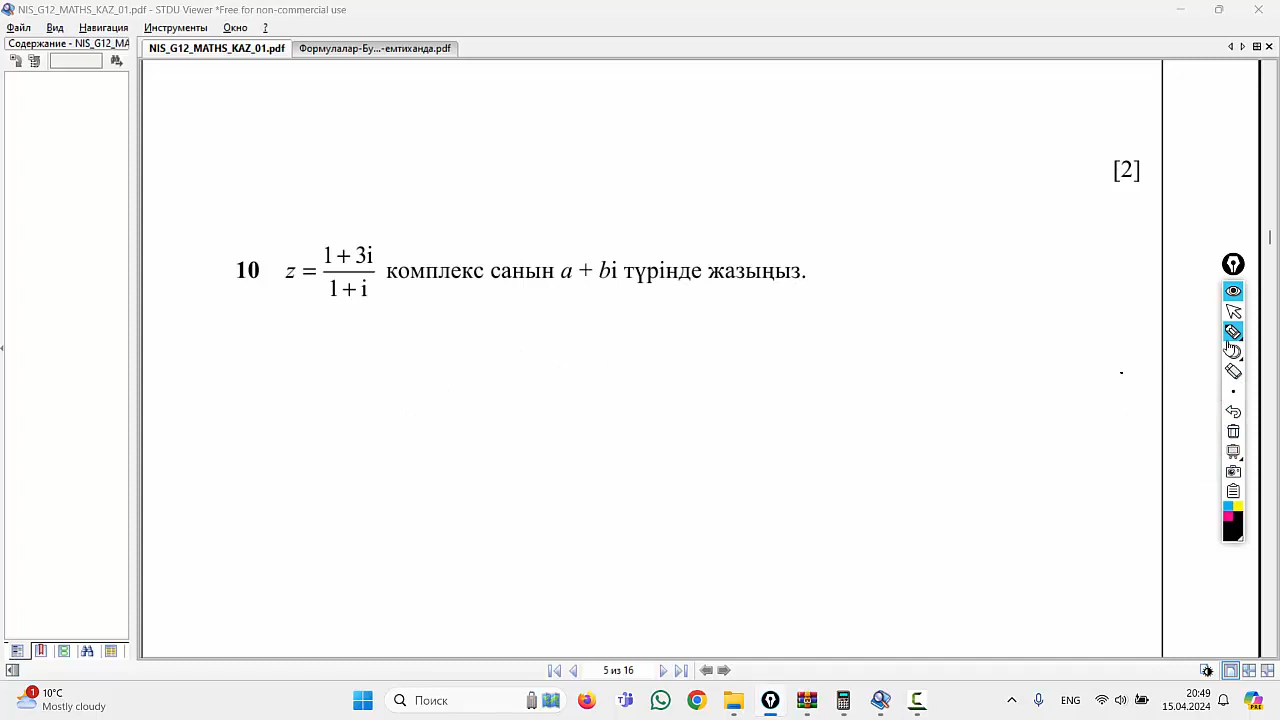 NIS_G12_MATHS_KAZ_01.pdf - STDU Viewer *Free for non-commercial use
Файл Вид Навигация Инструменты Окно ?
Содержание - NIS_G12_MA
NIS_G12_MATHS_KAZ_01.pdf Формулалар-Бу...-емтиханда.pdf
[2]
10 z = (1 + 3i)/(1 + i) комплекс санын a + bi түрінде жазыңыз.
5 из 16
1
10°C
Mostly cloudy
Поиск
ENG
20:49
15.04.2024
PRE